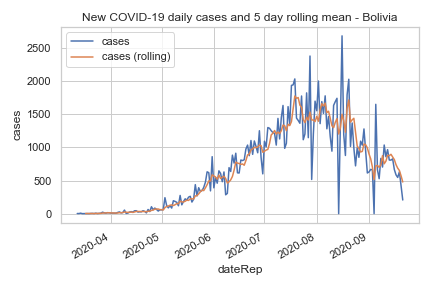 New COVID-19 daily cases and 5 day rolling mean - Bolivia
cases
cases (rolling)
2500
2000
1500
1000
500
0
cases
2020-04
2020-05
2020-06
2020-07
2020-08
2020-09
dateRep